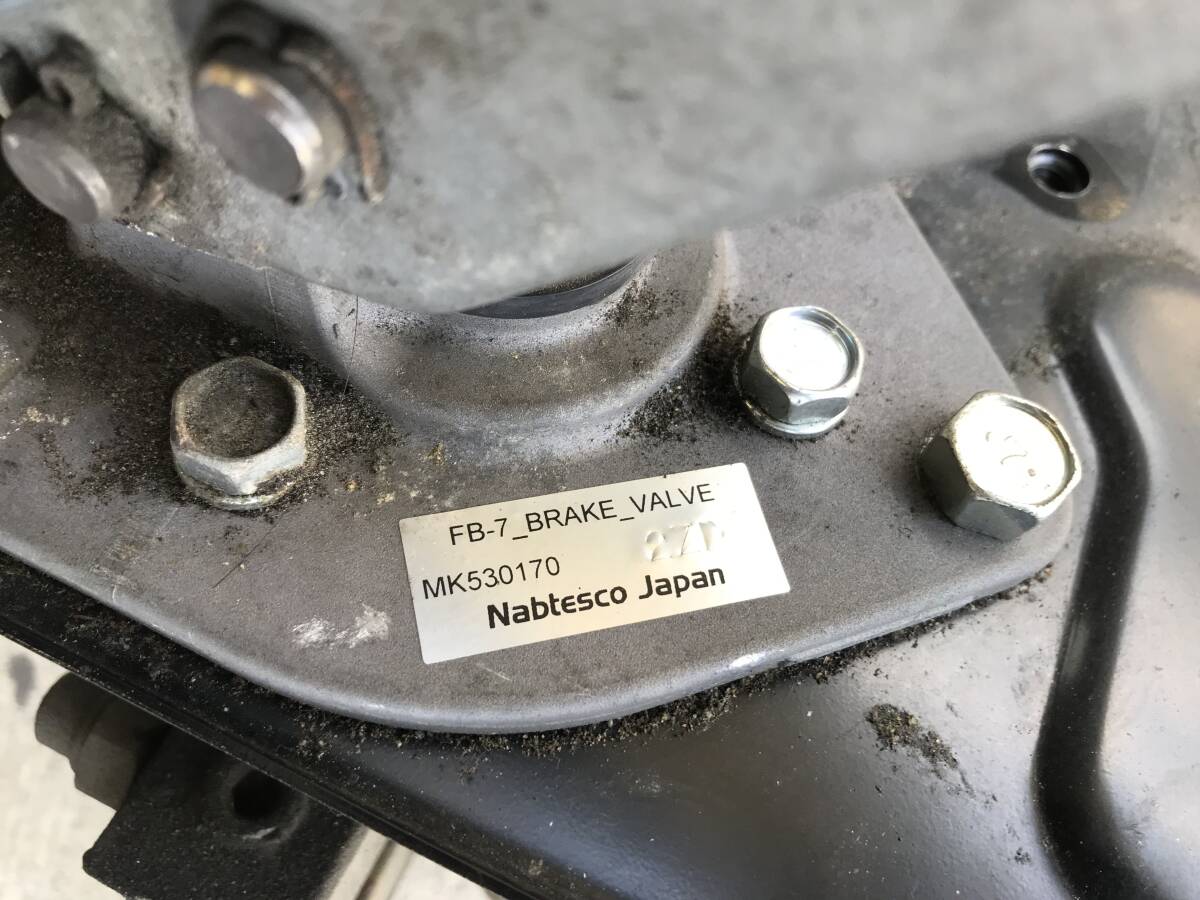 FB-7_BRAKE_VALVE
MK530170
Nabtesco Japan